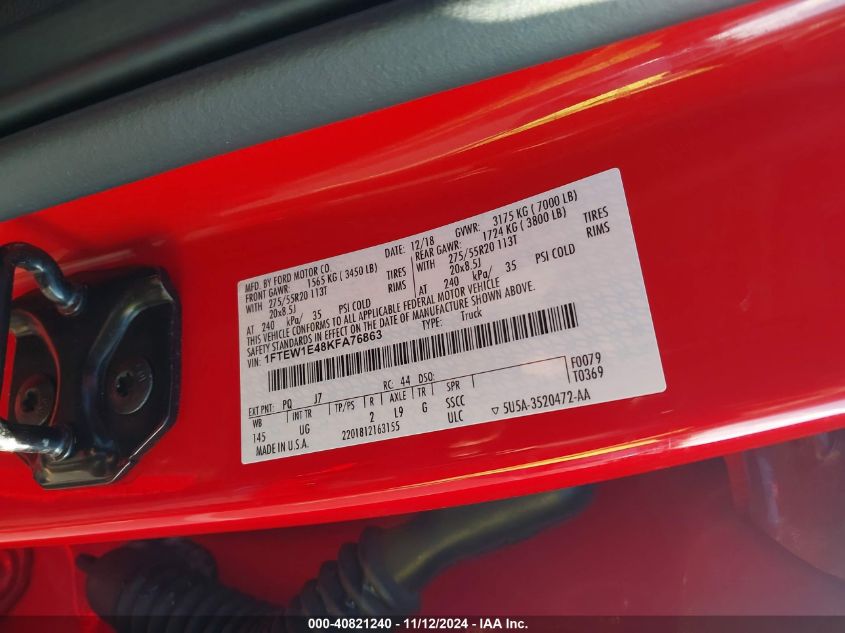 MFD. BY FORD MOTOR CO.
DATE: 12/18 GVWR: 3175 KG ( 7000 LB)
FRONT GAWR: 1565 KG ( 3450 LB) REAR GAWR: 1724 KG ( 3800 LB)
WITH 275/55R20 113T TIRES WITH 275/55R20 113T TIRES
20x8.5J RIMS 20x8.5J RIMS
AT 240 kPa/ 35 PSI COLD AT 240 kPa/ 35 PSI COLD
THIS VEHICLE CONFORMS TO ALL APPLICABLE FEDERAL MOTOR VEHICLE
SAFETY STANDARDS IN EFFECT ON THE DATE OF MANUFACTURE SHOWN ABOVE.
VIN: 1FTEW1E48KFA76863 TYPE: Truck
EXT PNT: PQ J7 RC: 44 DSO: F0079
WB INT TR TP/PS R AXLE TR SPR T0369
145 UG 2 L9 G SSCC
MADE IN U.S.A. 2201812163155 ULC ▽ 5U5A-3520472-AA
000-40821240 - 11/12/2024 - IAA Inc.